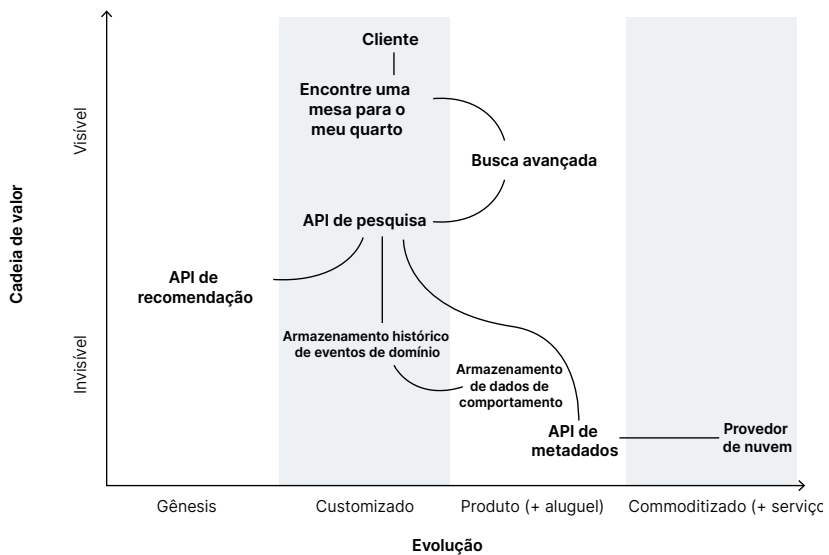 Cliente
Encontre uma
mesa para o
meu quarto
Busca avançada
API de pesquisa
API de
recomendação
Armazenamento histórico
de eventos de domínio
Armazenamento
de dados de
comportamento
API de
metadados
Provedor
de nuvem
Cadeia de valor
Visível
Invisível
Gênesis
Customizado
Produto (+ aluguel)
Commoditizado (+ serviço
Evolução